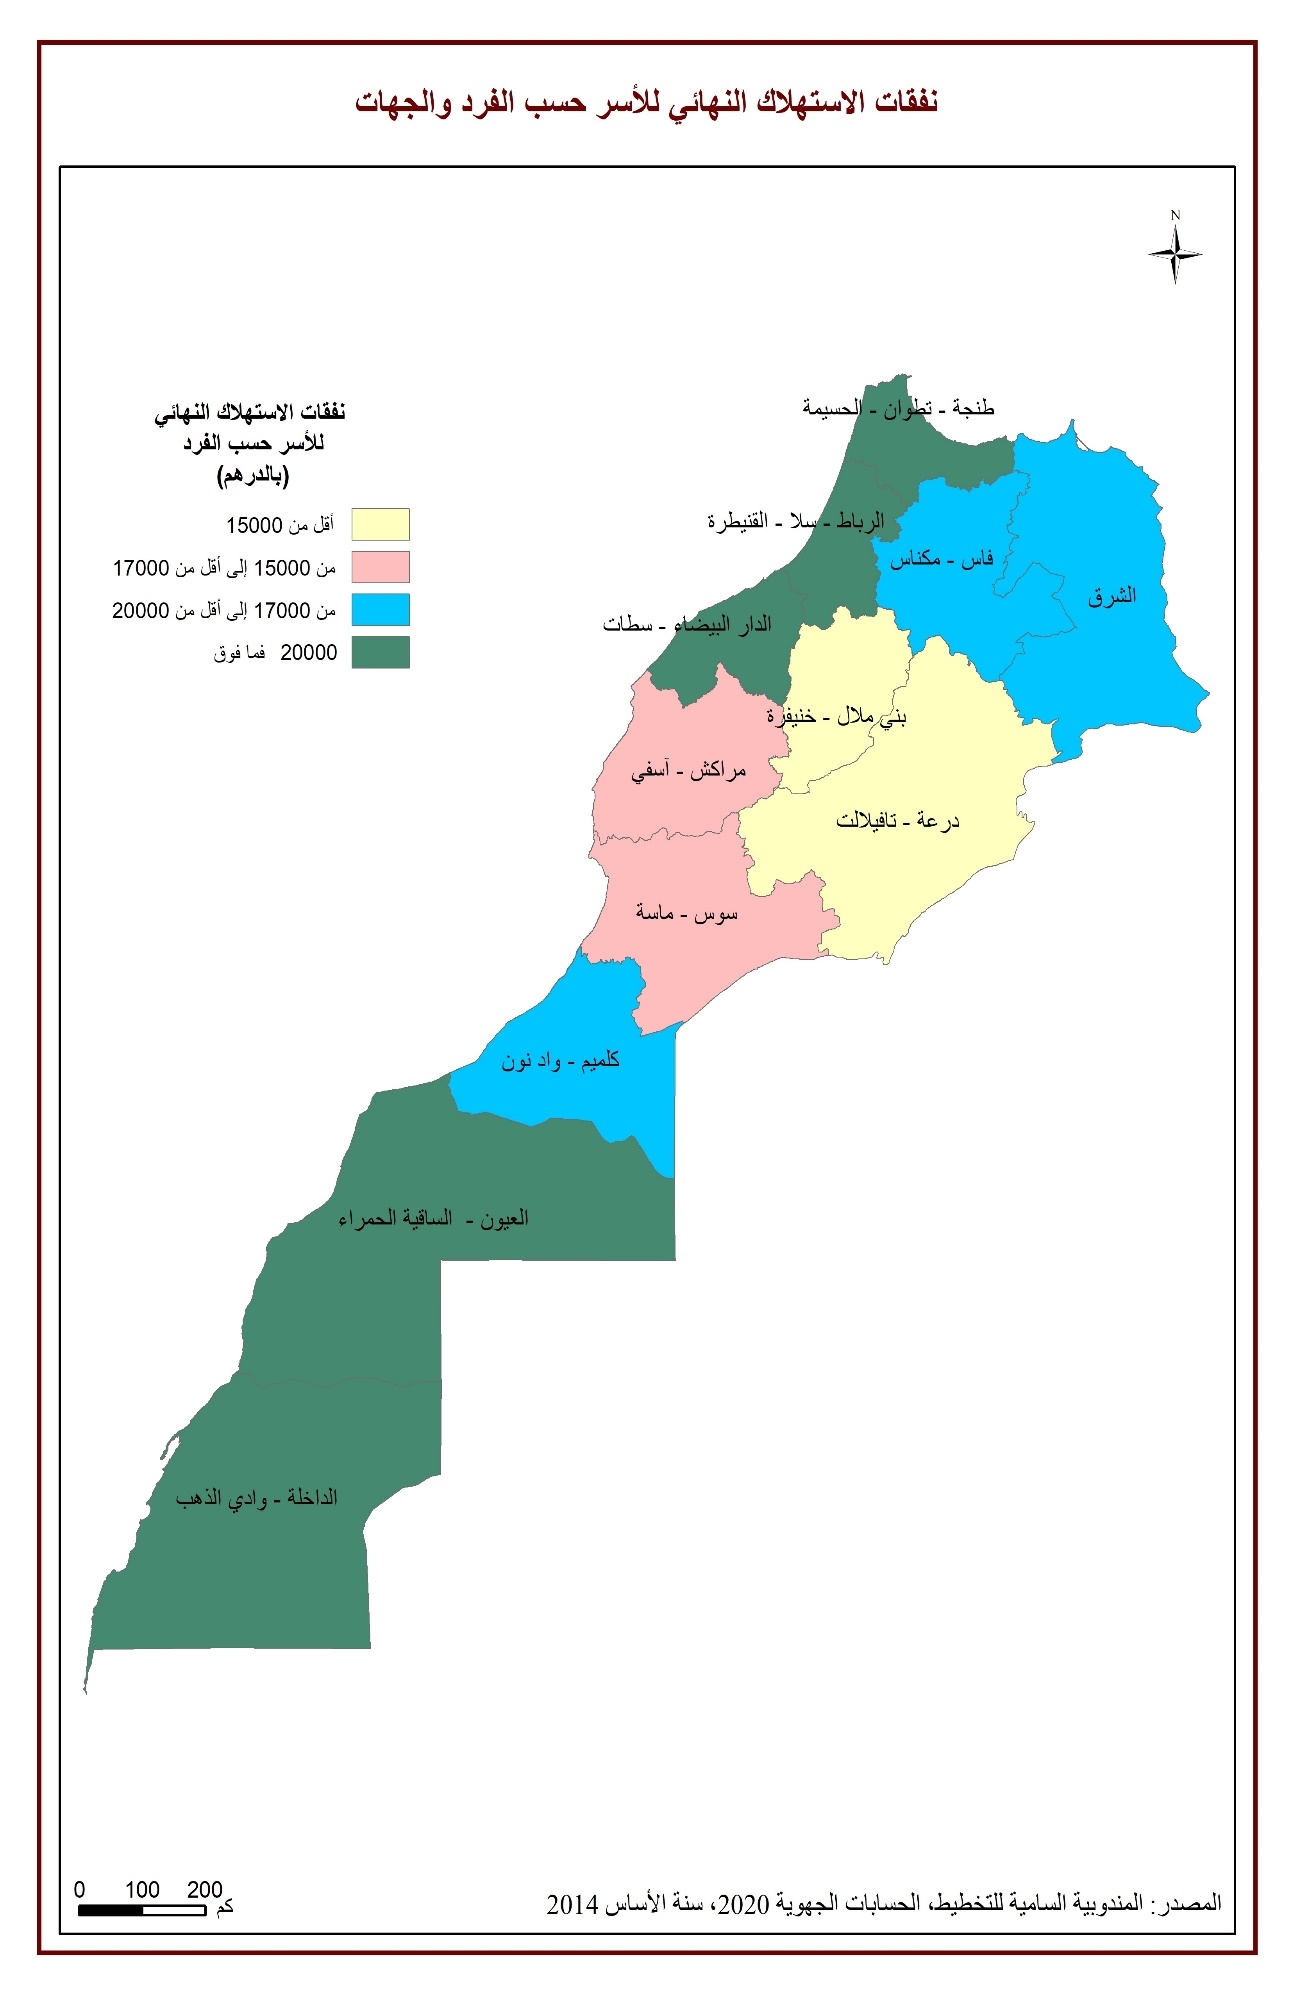 نفقات الاستهلاك النهائي للأسر حسب الفرد والجهات
N
نفقات الاستهلاك النهائي
للأسر حسب الفرد
(بالدرهم)
أقل من 15000
من 15000 إلى أقل من 17000
من 17000 إلى أقل من 20000
20000 فما فوق
طنجة - تطوان - الحسيمة
الرباط - سلا - القنيطرة
فاس - مكناس
الشرق
الدار البيضاء - سطات
بني ملال - خنيفرة
مراكش - آسفي
درعة - تافيلالت
سوس - ماسة
كلميم - واد نون
العيون - الساقية الحمراء
الداخلة - وادي الذهب
0 100 200
كم
المصدر: المندوبية السامية للتخطيط، الحسابات الجهوية 2020، سنة الأساس 2014